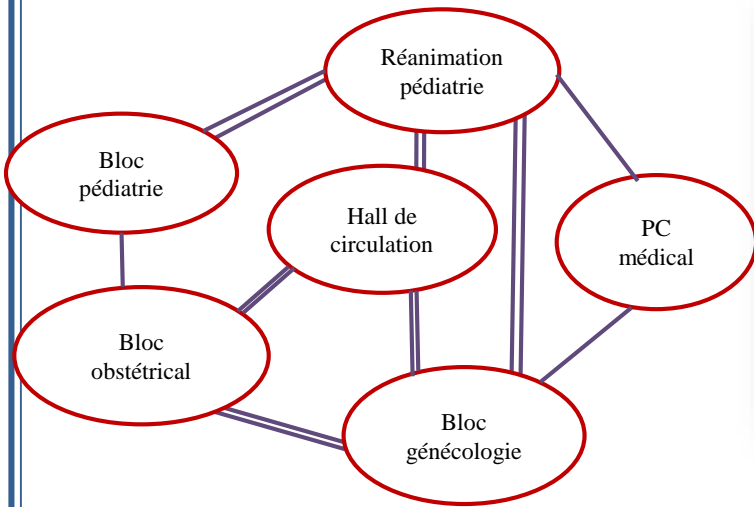 Réanimation
pédiatrie
Bloc
pédiatrie
Hall de
circulation
PC
médical
Bloc
obstétrical
Bloc
génécologie